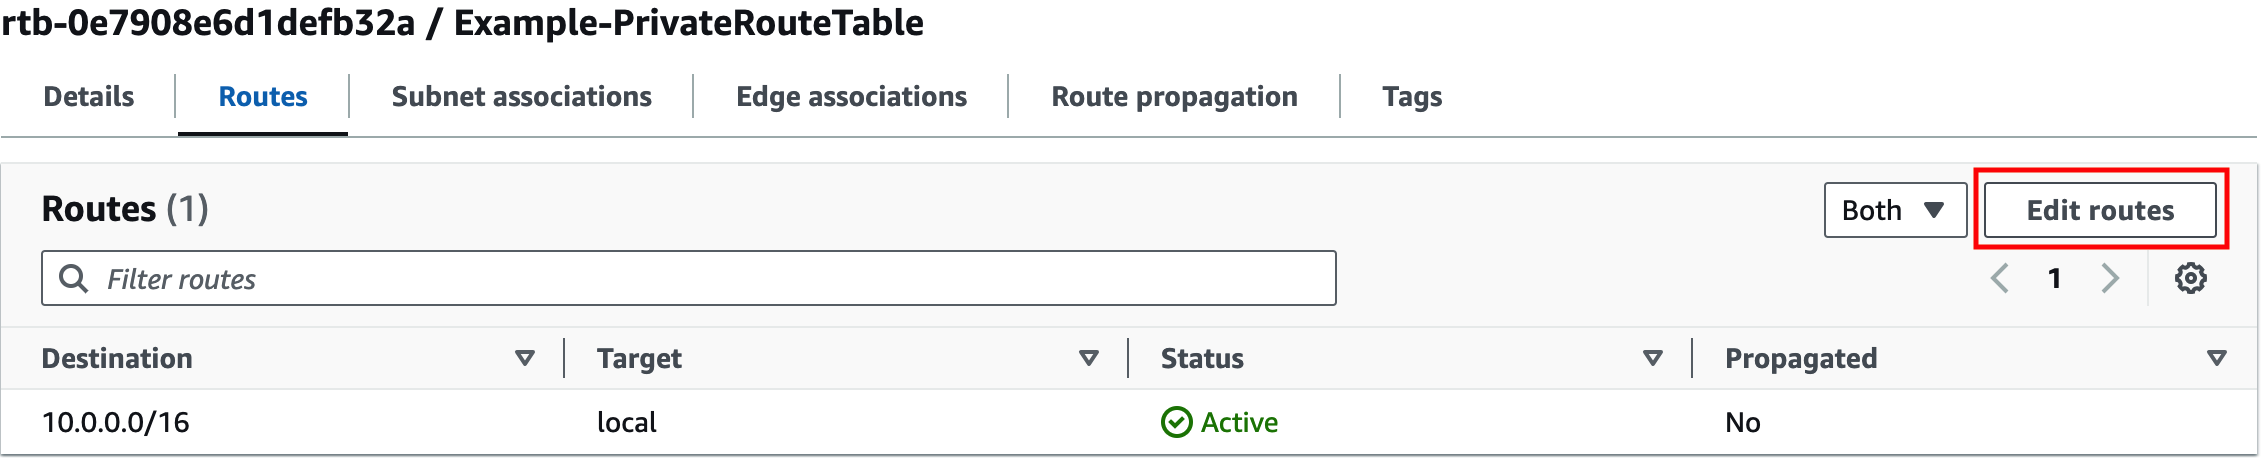 rtb-0e7908e6d1defb32a / Example-PrivateRouteTable
Details Routes Subnet associations Edge associations Route propagation Tags
Routes (1) Both Edit routes
Filter routes 1
Destination Target Status Propagated
10.0.0.0/16 local Active No